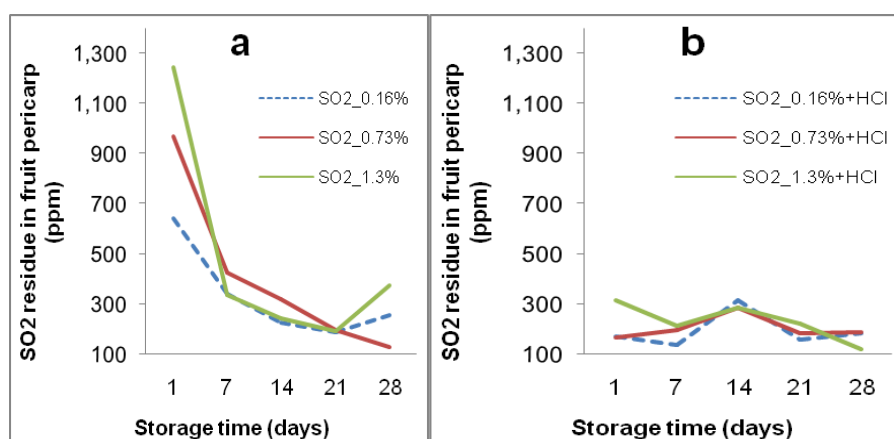 a
SO2 residue in fruit pericarp
(ppm)
1,300
1,100
900
700
500
300
100
SO2_0.16%
SO2_0.73%
SO2_1.3%
1 7 14 21 28
Storage time (days)
b
SO2 residue in fruit pericarp
(ppm)
1,300
1,100
900
700
500
300
100
SO2_0.16%+HCl
SO2_0.73%+HCl
SO2_1.3%+HCl
1 7 14 21 28
Storage time (days)